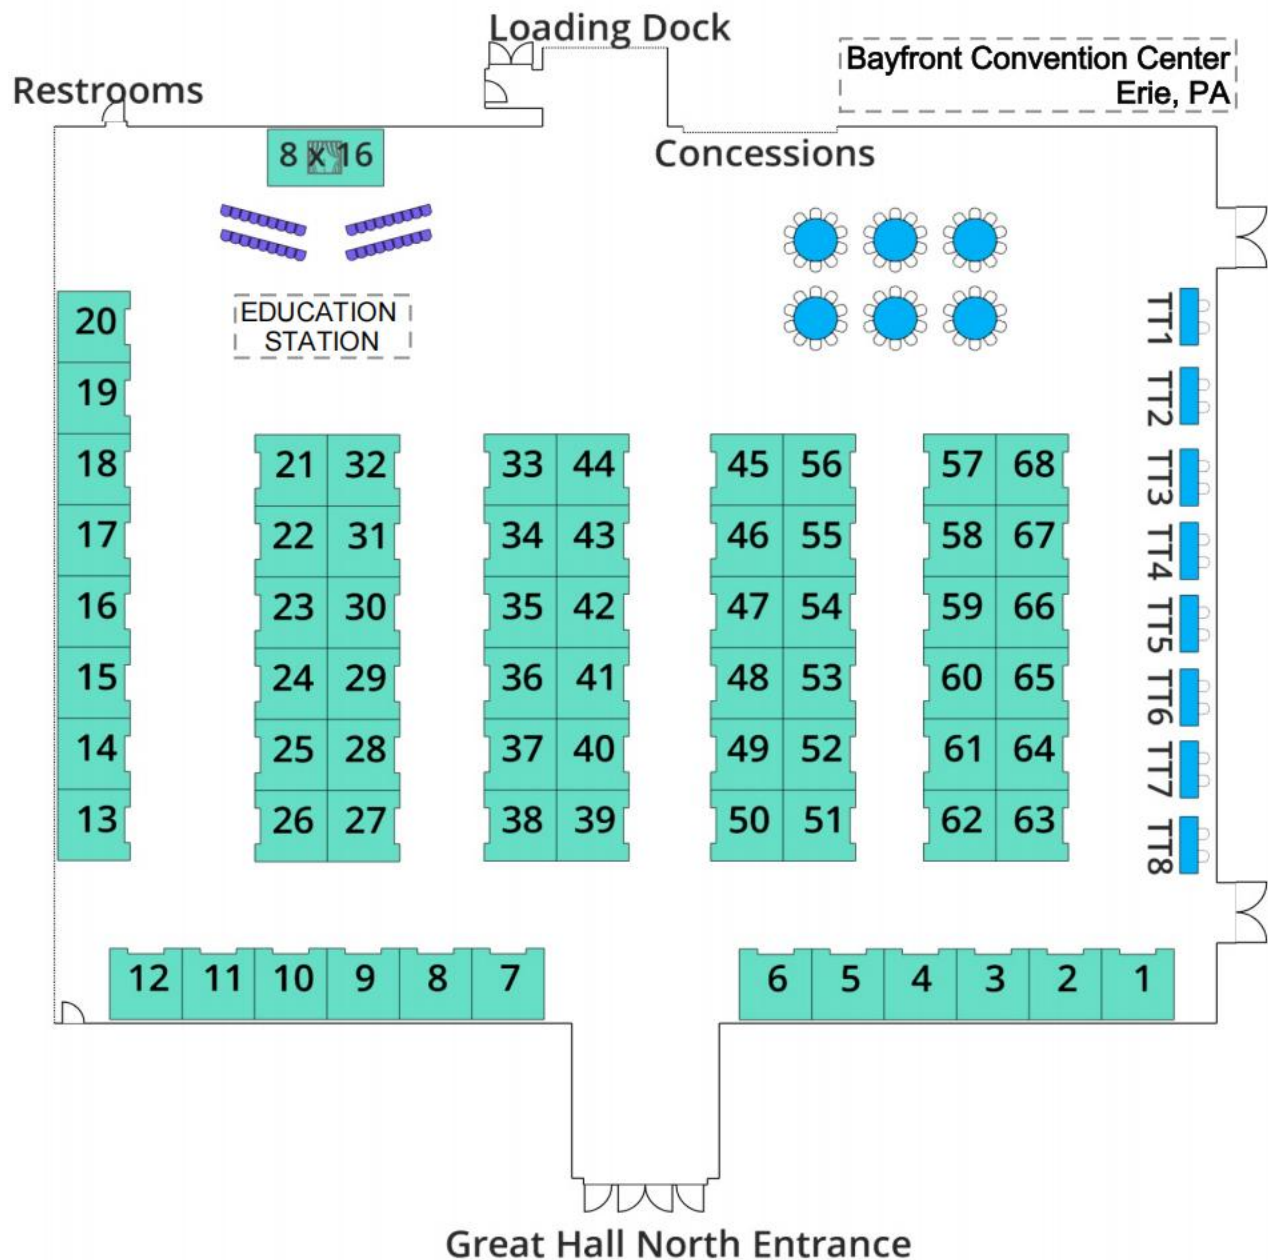 Loading Dock
Bayfront Convention Center
Erie, PA
Restrooms
8 x 16
Concessions
EDUCATION
STATION
20
19
18
17
16
15
14
13
21 32
22 31
23 30
24 29
25 28
26 27
33 44
34 43
35 42
36 41
37 40
38 39
45 56
46 55
47 54
48 53
49 52
50 51
57 68
58 67
59 66
60 65
61 64
62 63
TT1
TT2
TT3
TT4
TT5
TT6
TT7
TT8
12 11 10 9 8 7
6 5 4 3 2 1
Great Hall North Entrance